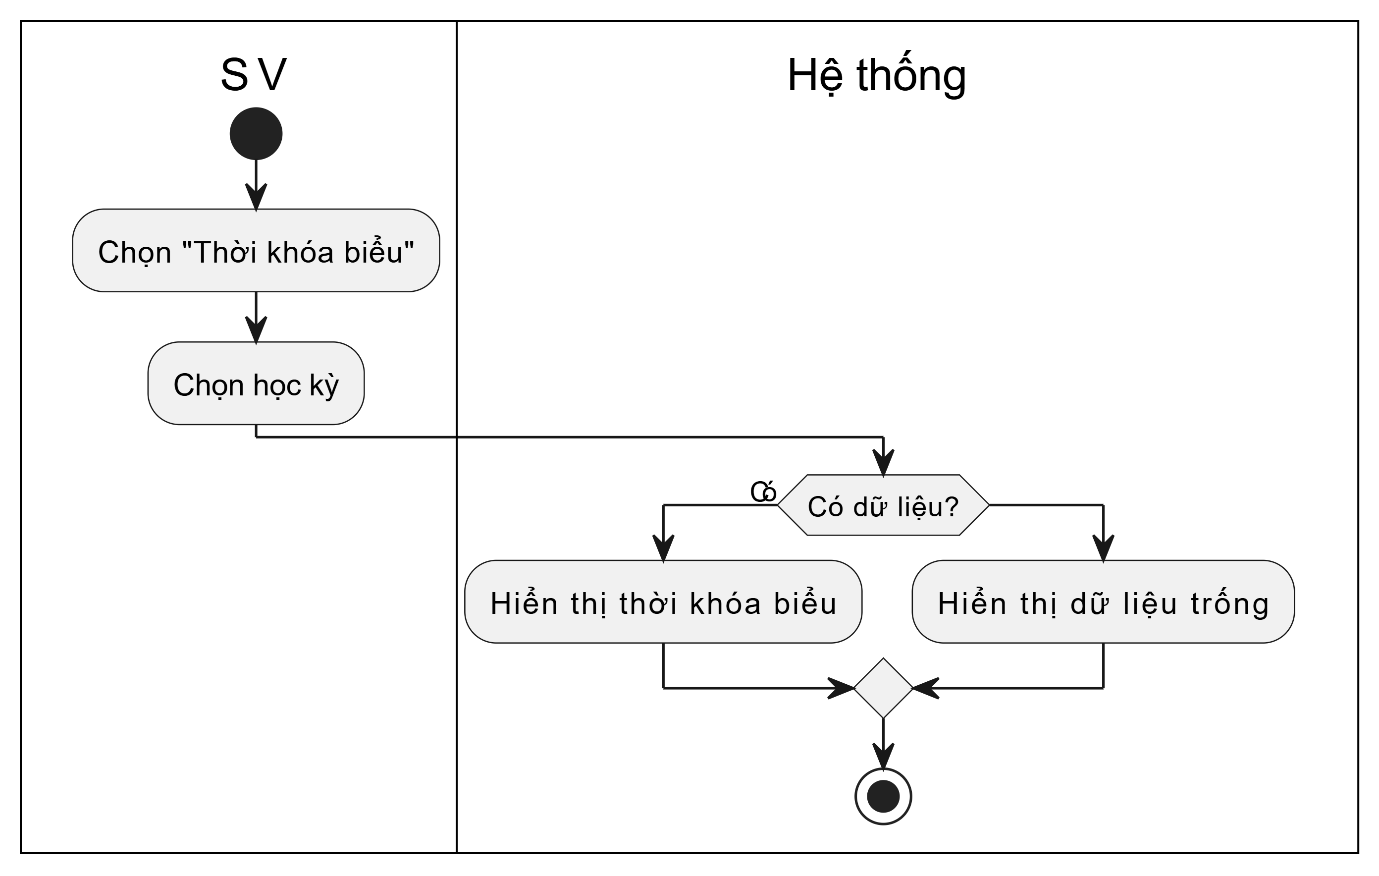 SV
Hệ thống
Chọn "Thời khóa biểu"
Chọn học kỳ
Có
Có dữ liệu?
Hiển thị thời khóa biểu
Hiển thị dữ liệu trống